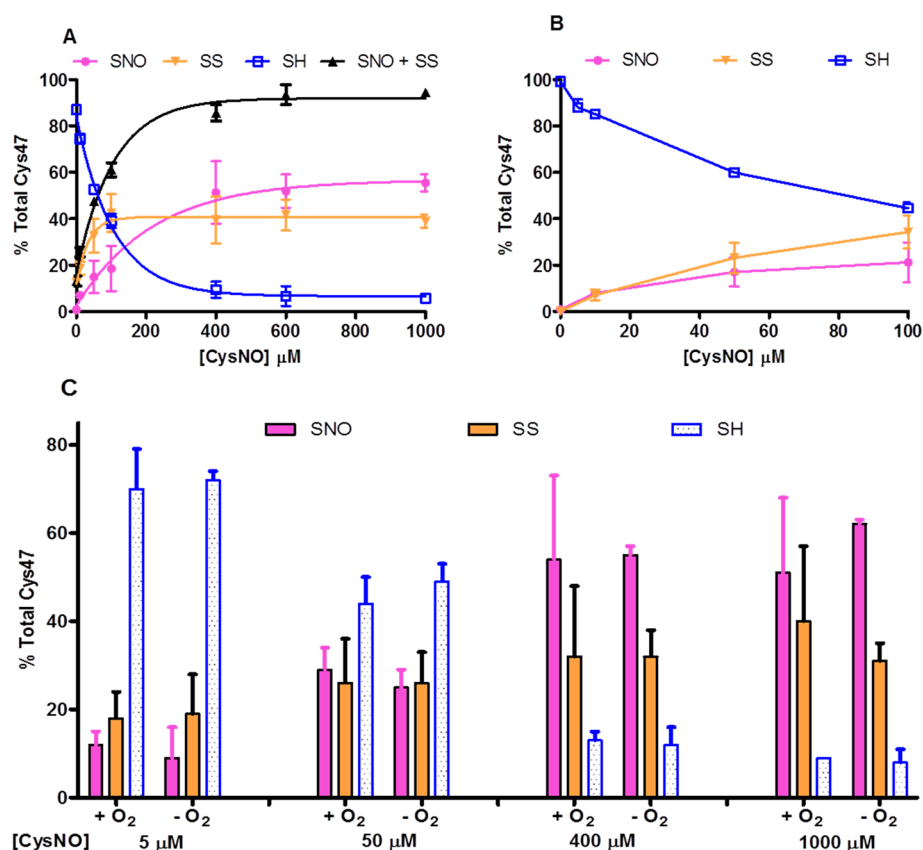 A
SNO SS SH SNO + SS
100
80
60
40
20
0
% Total Cys47
0 200 400 600 800 1000
[CysNO] μM
B
SNO SS SH
100
80
60
40
20
0
% Total Cys47
0 20 40 60 80 100
[CysNO] μM
C
SNO SS SH
80
60
40
20
0
% Total Cys47
+ O₂ - O₂ + O₂ - O₂ + O₂ - O₂ + O₂ - O₂
[CysNO] 5 μM 50 μM 400 μM 1000 μM